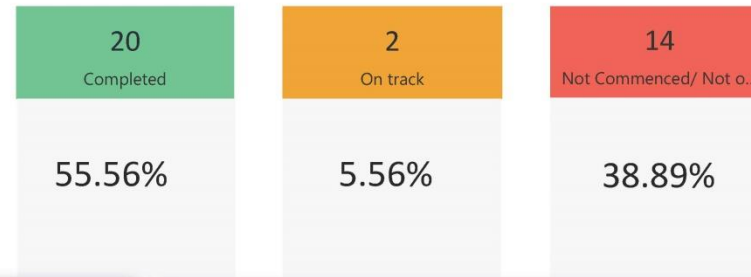 20
Completed
55.56%
2
On track
5.56%
14
Not Commenced/ Not o..
38.89%